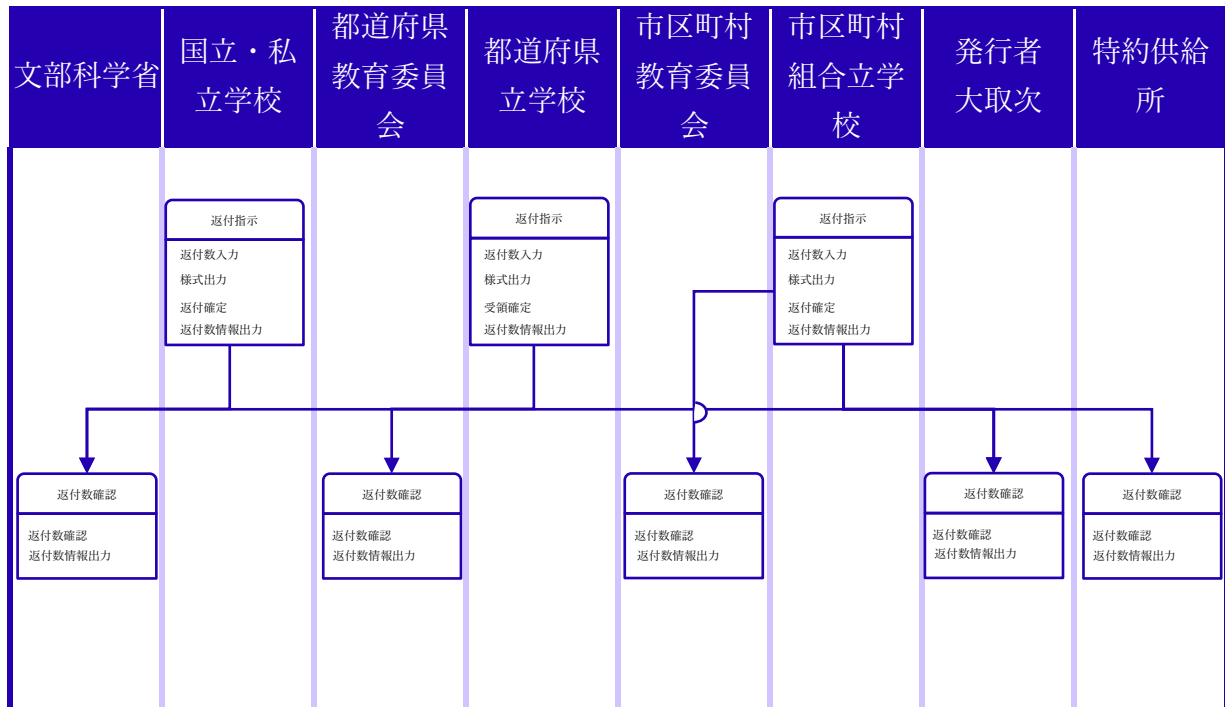 文部科学省
国立・私
立学校
都道府県
教育委員
会
都道府県
立学校
市区町村
教育委員
会
市区町村
組合立学
校
発行者
大取次
特約供給
所
返付指示
返付数入力
様式出力
返付確定
返付数情報出力
返付指示
返付数入力
様式出力
受領確定
返付数情報出力
返付指示
返付数入力
様式出力
返付確定
返付数情報出力
返付数確認
返付数確認
返付数情報出力
返付数確認
返付数確認
返付数情報出力
返付数確認
返付数確認
返付数情報出力
返付数確認
返付数確認
返付数情報出力
返付数確認
返付数確認
返付数情報出力